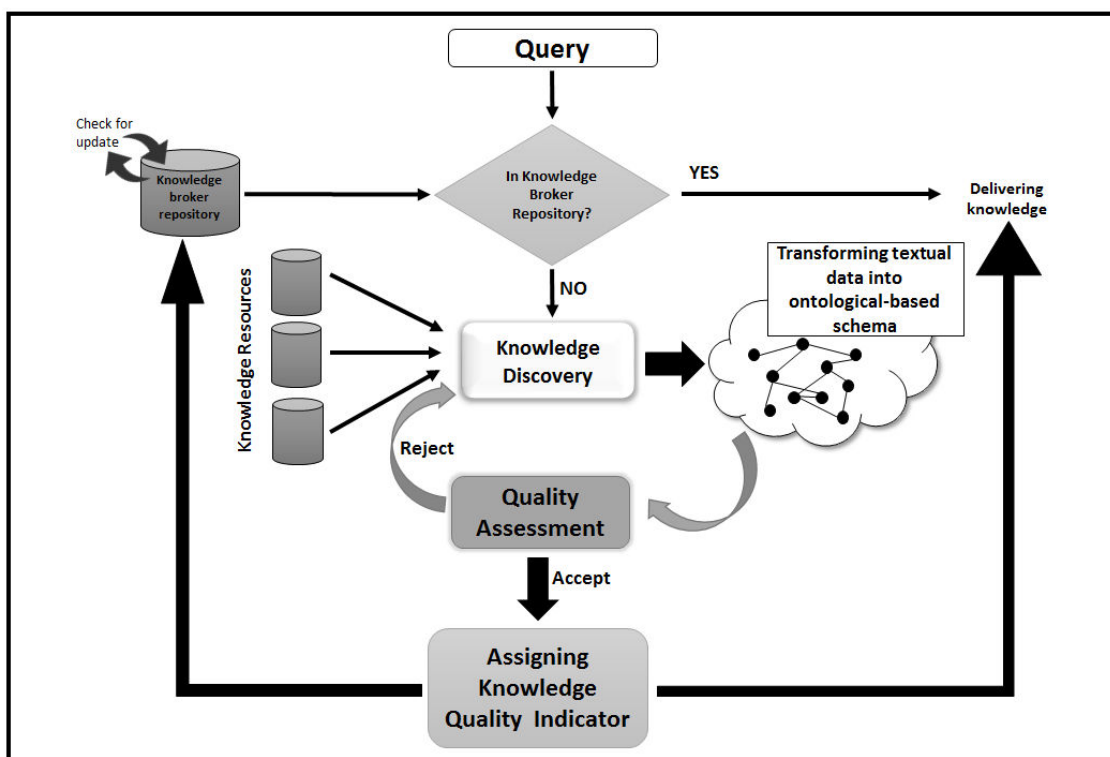 Query
Check for
update
Knowledge
broker
repository
In Knowledge
Broker
Repository?
YES
Delivering
knowledge
NO
Knowledge Resources
Knowledge
Discovery
Transforming textual
data into
ontological-based
schema
Reject
Quality
Assessment
Accept
Assigning
Knowledge
Quality Indicator